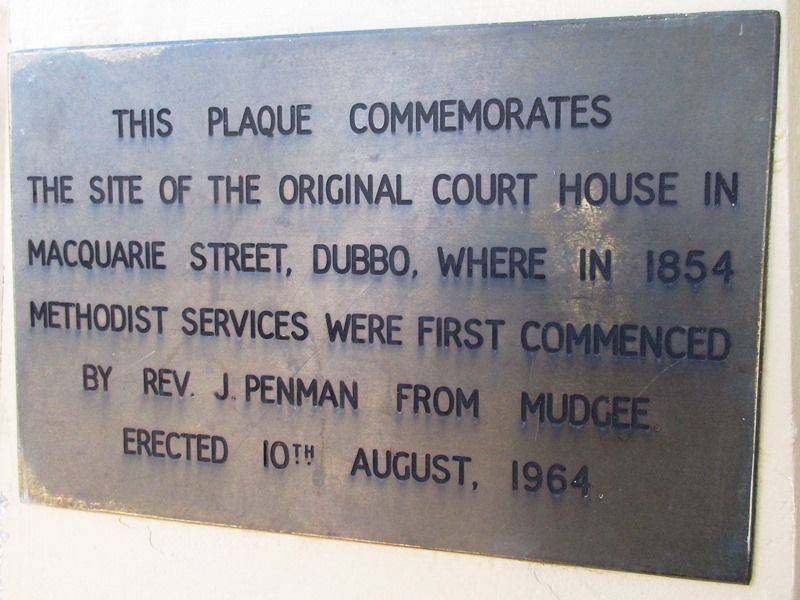 THIS PLAQUE COMMEMORATES
THE SITE OF THE ORIGINAL COURT HOUSE IN
MACQUARIE STREET, DUBBO, WHERE IN 1854
METHODIST SERVICES WERE FIRST COMMENCED
BY REV. J. PENMAN FROM MUDGEE.
ERECTED 10TH AUGUST, 1964.